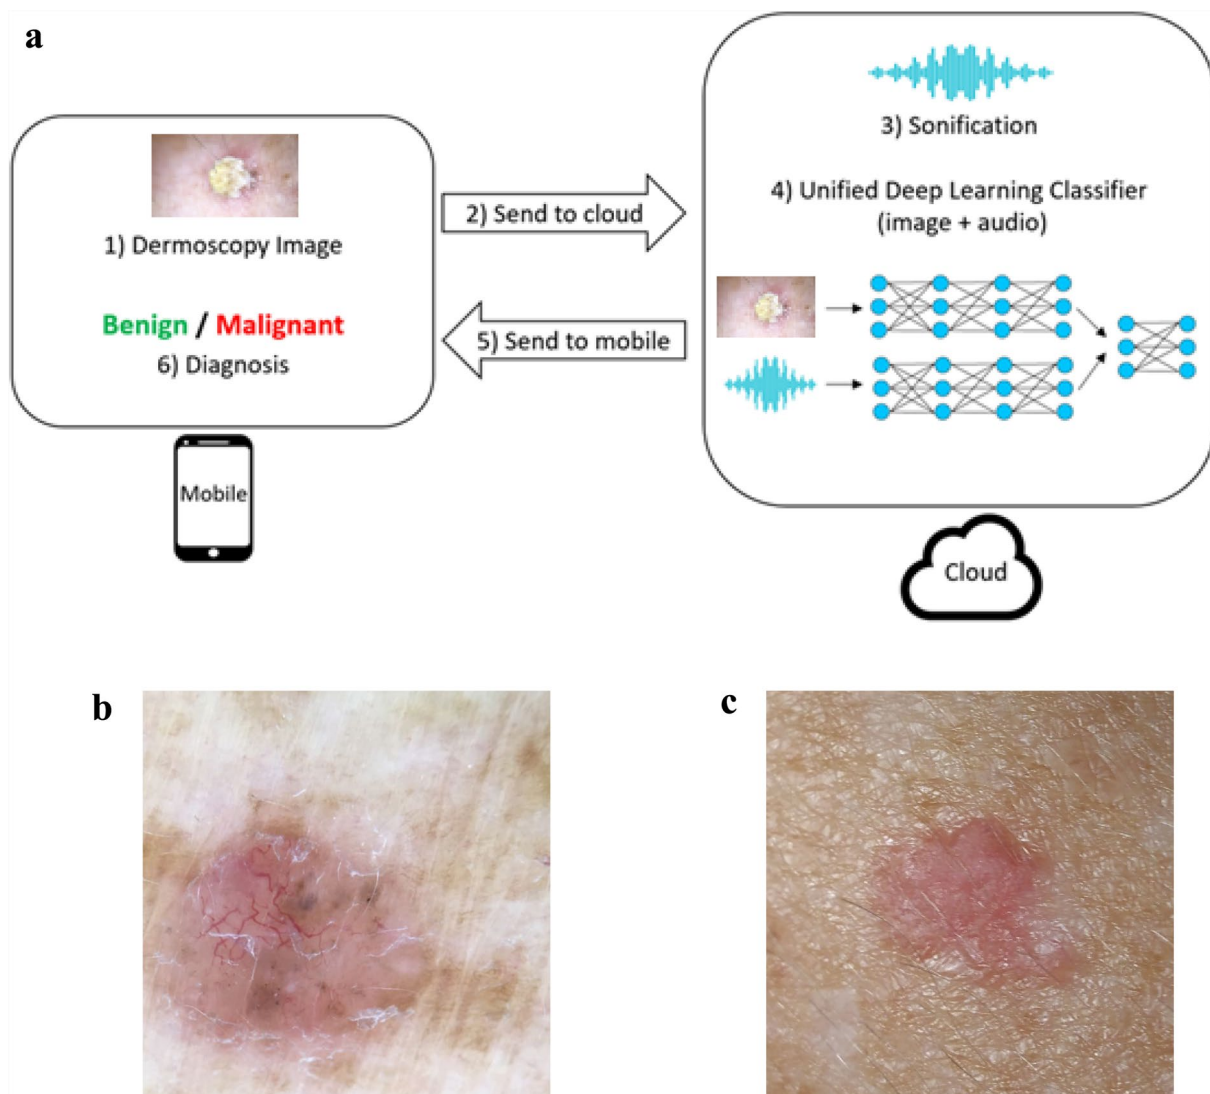 a
1) Dermoscopy Image
Benign / Malignant
6) Diagnosis
Mobile
2) Send to cloud
5) Send to mobile
3) Sonification
4) Unified Deep Learning Classifier
(image + audio)
Cloud
b
c